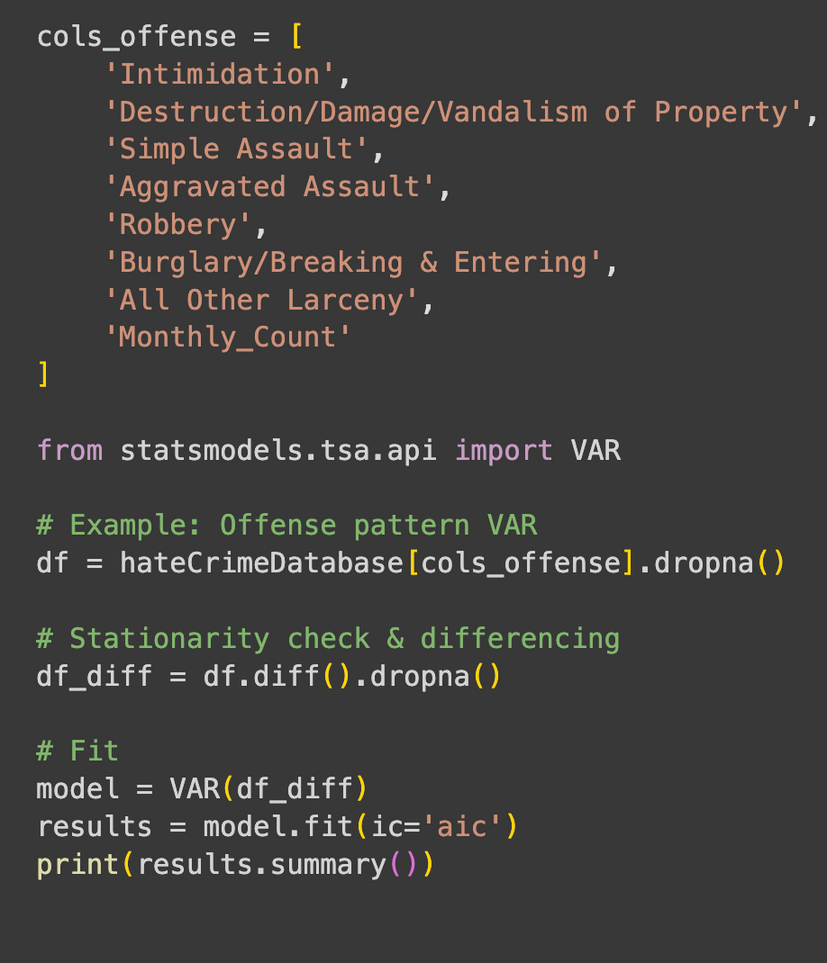 cols_offense = [
    'Intimidation',
    'Destruction/Damage/Vandalism of Property',
    'Simple Assault',
    'Aggravated Assault',
    'Robbery',
    'Burglary/Breaking & Entering',
    'All Other Larceny',
    'Monthly_Count'
]
from statsmodels.tsa.api import VAR
# Example: Offense pattern VAR
df = hateCrimeDatabase[cols_offense].dropna()
# Stationarity check & differencing
df_diff = df.diff().dropna()
# Fit
model = VAR(df_diff)
results = model.fit(ic='aic')
print(results.summary())